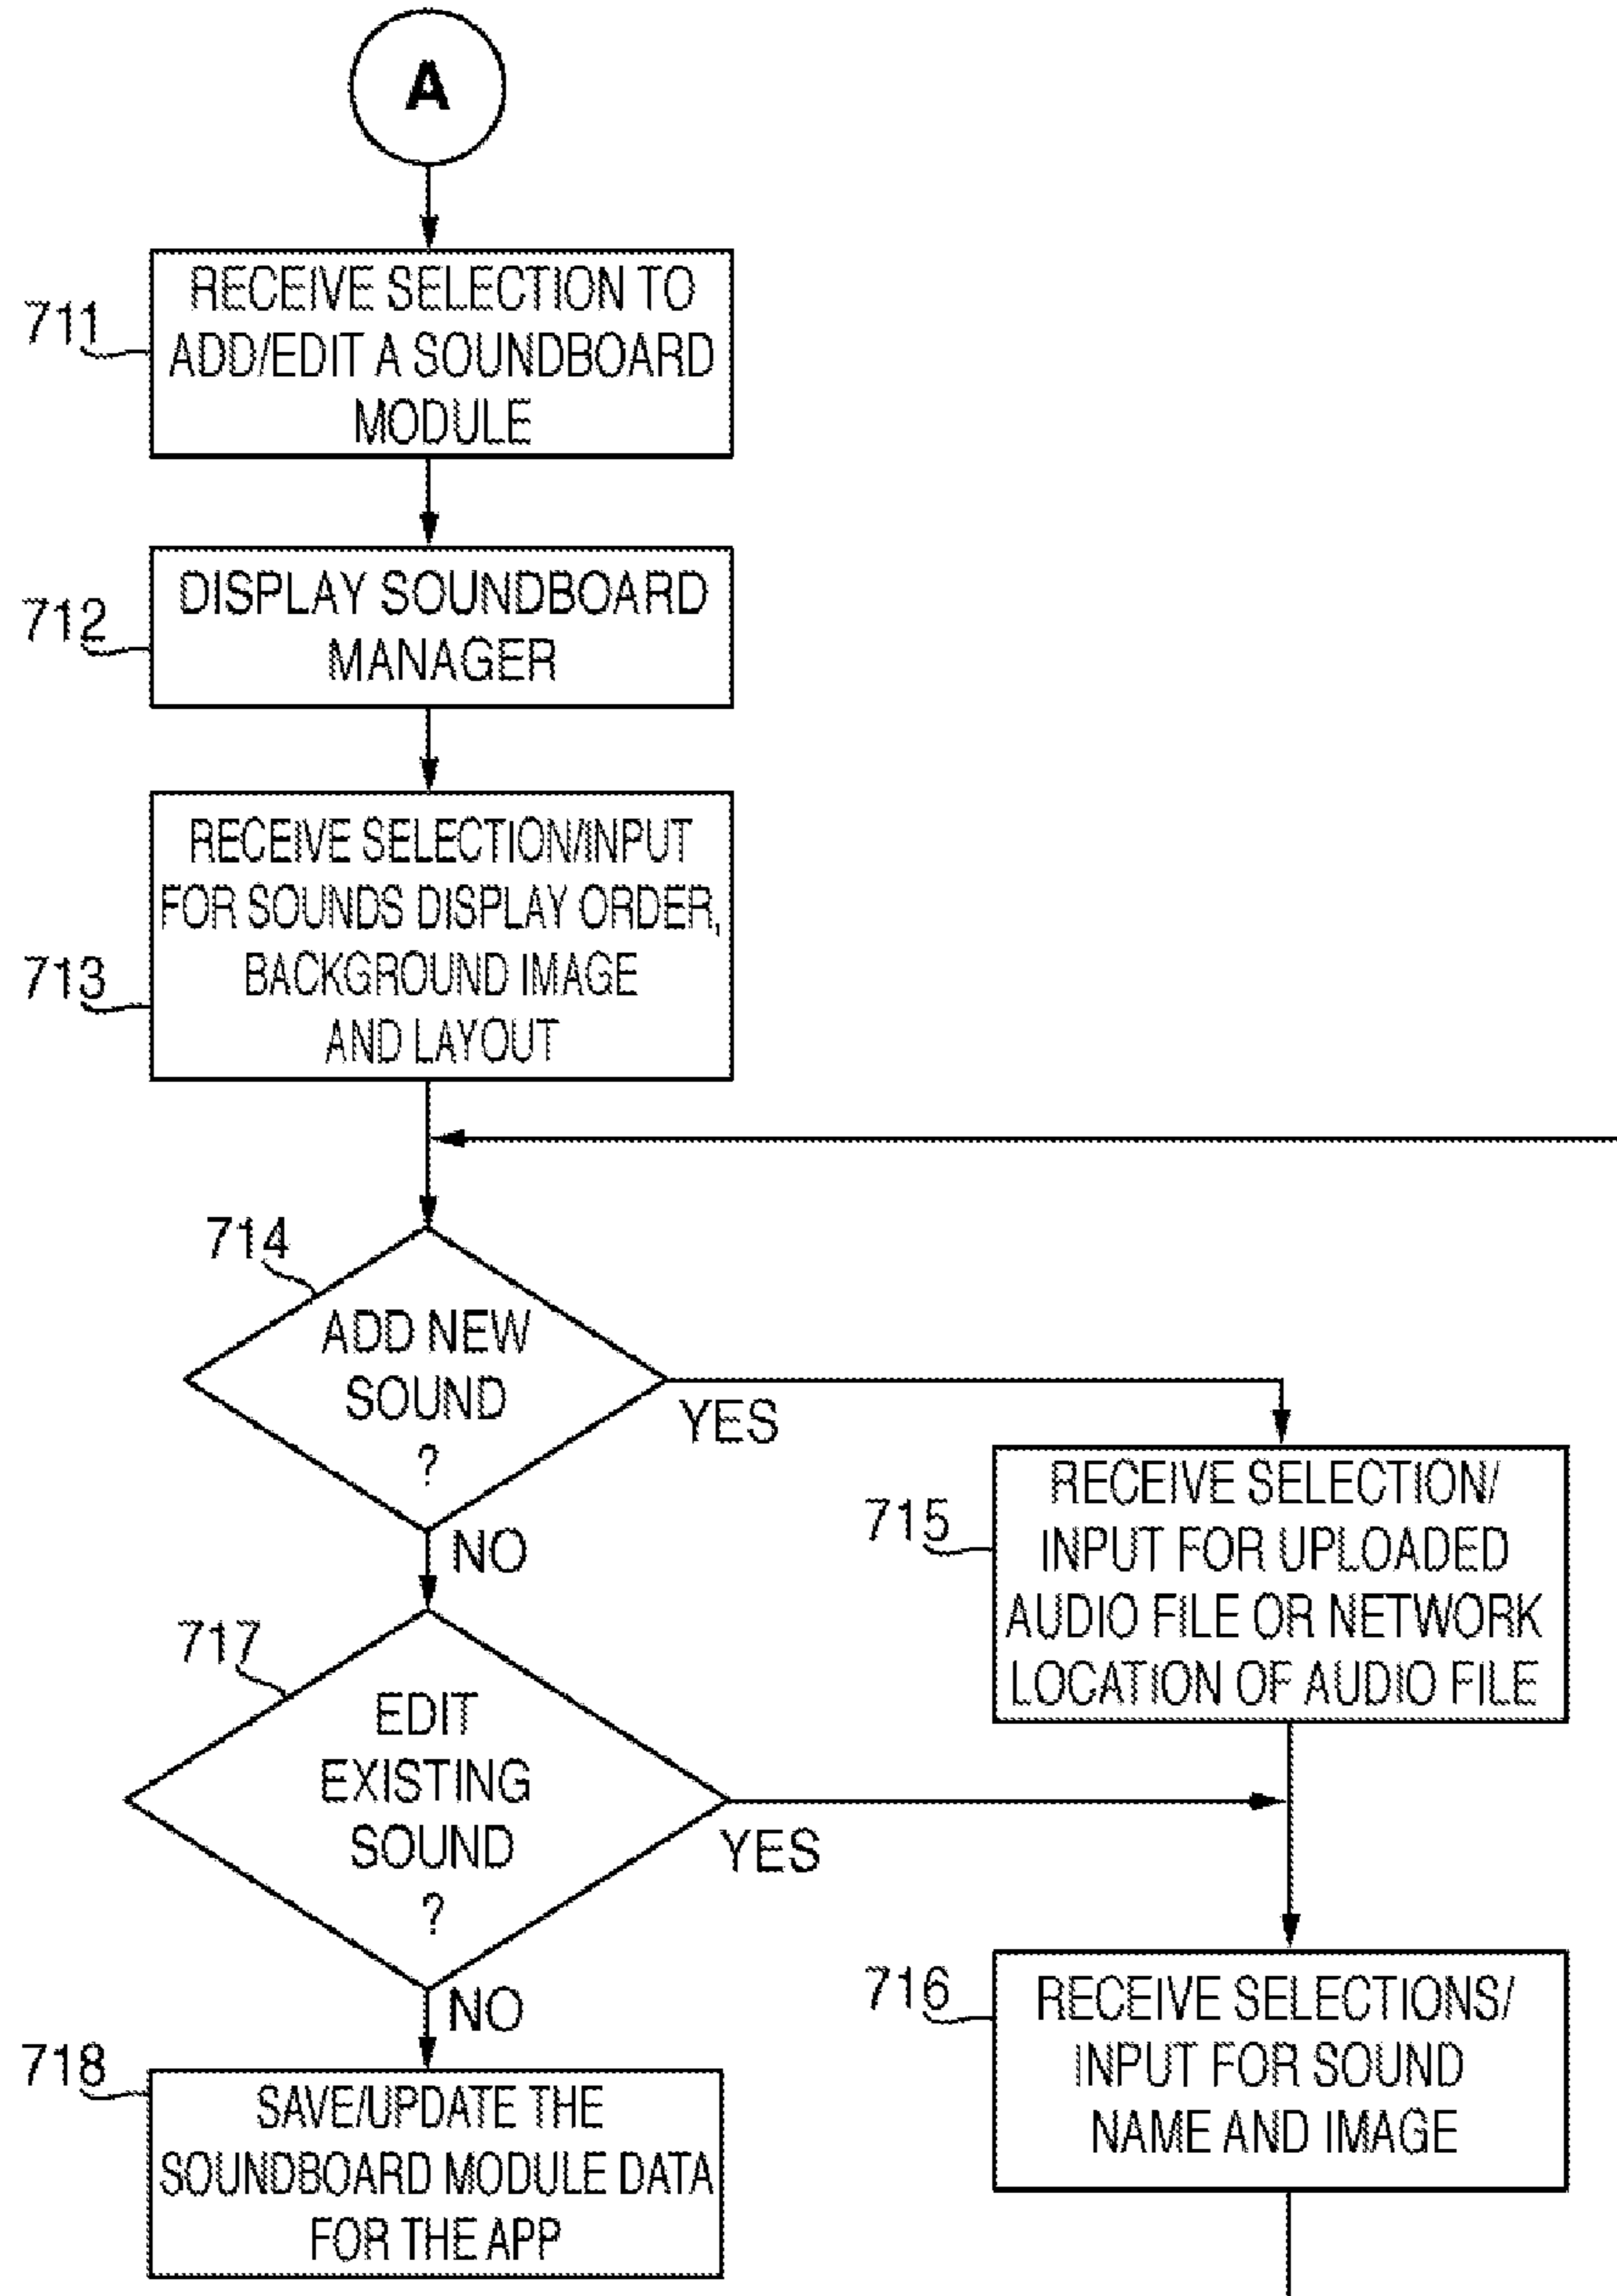 A
711
RECEIVE SELECTION TO
ADD/EDIT A SOUNDBOARD
MODULE
712
DISPLAY SOUNDBOARD
MANAGER
713
RECEIVE SELECTION/INPUT
FOR SOUNDS DISPLAY ORDER,
BACKGROUND IMAGE
AND LAYOUT
714
ADD NEW
SOUND
?
YES
NO
715
RECEIVE SELECTION/
INPUT FOR UPLOADED
AUDIO FILE OR NETWORK
LOCATION OF AUDIO FILE
717
EDIT
EXISTING
SOUND
?
YES
NO
716
RECEIVE SELECTIONS/
INPUT FOR SOUND
NAME AND IMAGE
718
SAVE/UPDATE THE
SOUNDBOARD MODULE DATA
FOR THE APP